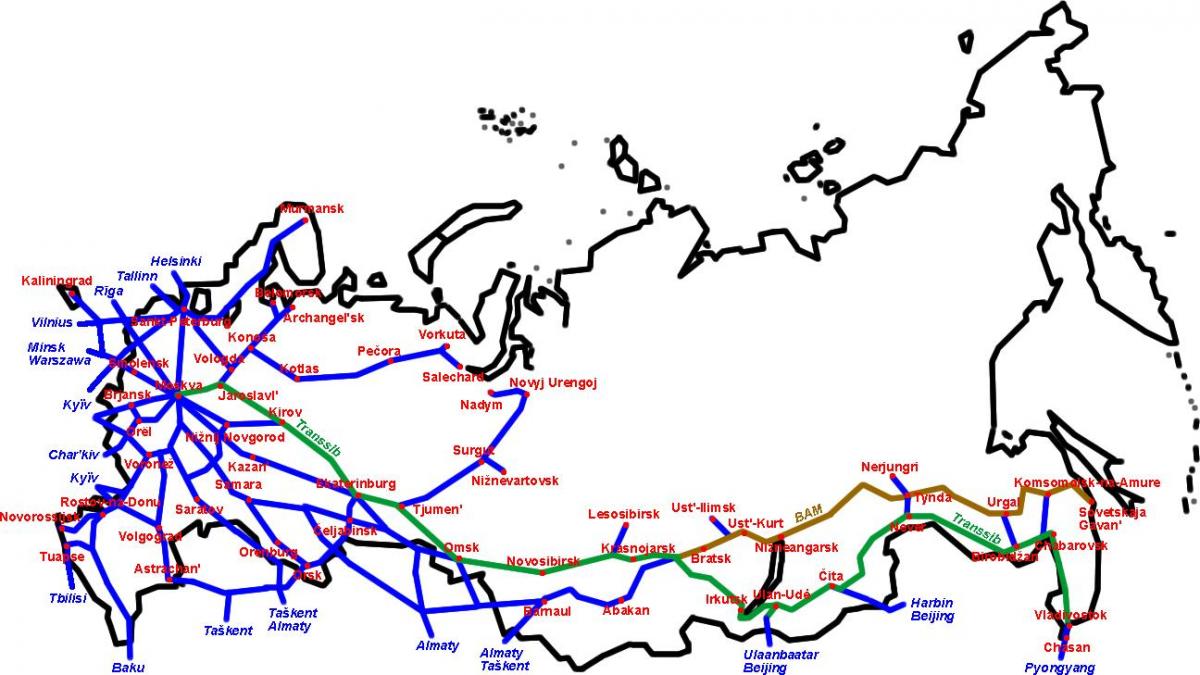 Murmansk
Helsinki
Tallinn
Kaliningrad
Rīga
Belomorsk
Archangel'sk
Vilnius
Sankt Peterburg
Konoša
Vorkuta
Minsk
Warszawa
Smolensk
Vologda
Kotlas
Pečora
Salechard
Novyj Urengoj
Nadym
Moskva
Jaroslavl'
Kyïv
Brjansk
Kirov
Orël
Nižnij Novgorod
Transsib
Char'kiv
Voronež
Kazan'
Surgut
Nižnevartovsk
Nerjungri
Kyïv
Samara
Ekaterinburg
Tjumen'
Tynda
Komsomolsk-na-Amure
Rostov-na-Donu
Saratov
Ust'-Ilimsk
BAM
Urgal
Sovetskaja
Gavan'
Novorossijsk
Čeljabinsk
Lesosibirsk
Ust'-Kurt
Never
Transsib
Volgograd
Orenburg
Omsk
Krasnojarsk
Nižneangarsk
Chabarovsk
Tuapse
Astrachan'
Orsk
Novosibirsk
Bratsk
Birobidžan
Tbilisi
Barnaul
Abakan
Irkutsk
Ulan-Udé
Čita
Harbin
Beijing
Vladivostok
Taškent
Taškent
Almaty
Almaty
Almaty
Taškent
Ulaanbaatar
Beijing
Chasan
Baku
Pyongyang